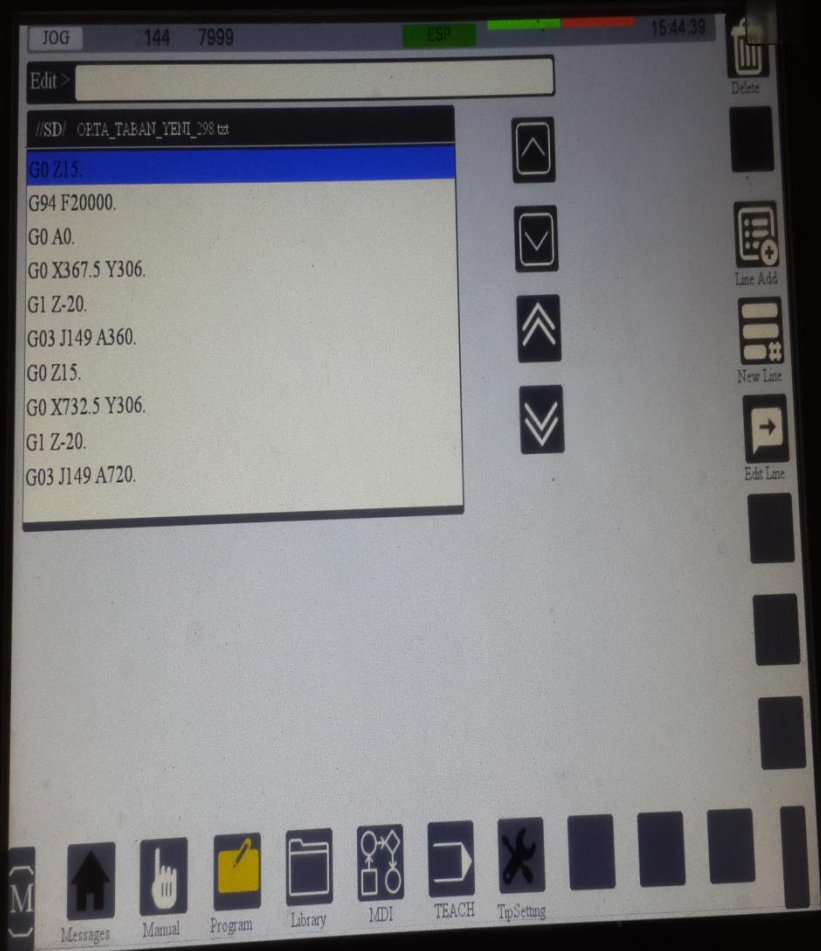 JOG 144 7999 ESP 15:44:39
Edit >
Delete
//SD/ ORTA_TABAN_YENI_298.txt
G0 Z15.
G94 F20000.
G0 A0.
G0 X367.5 Y306.
G1 Z-20.
G03 J149 A360.
G0 Z15.
G0 X732.5 Y306.
G1 Z-20.
G03 J149 A720.
Line Add
New Line
Edit Line
M
Messages Manual Program Library MDI TEACH TipSetting